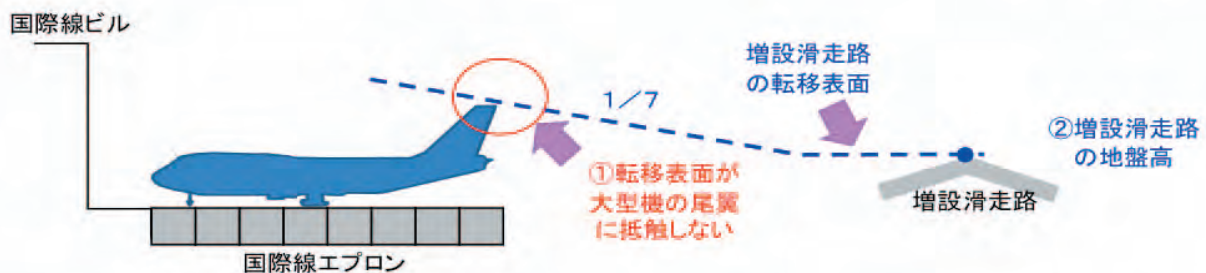 国際線ビル
増設滑走路
の転移表面
1／7
②増設滑走路
の地盤高
①転移表面が
大型機の尾翼
に抵触しない
増設滑走路
国際線エプロン